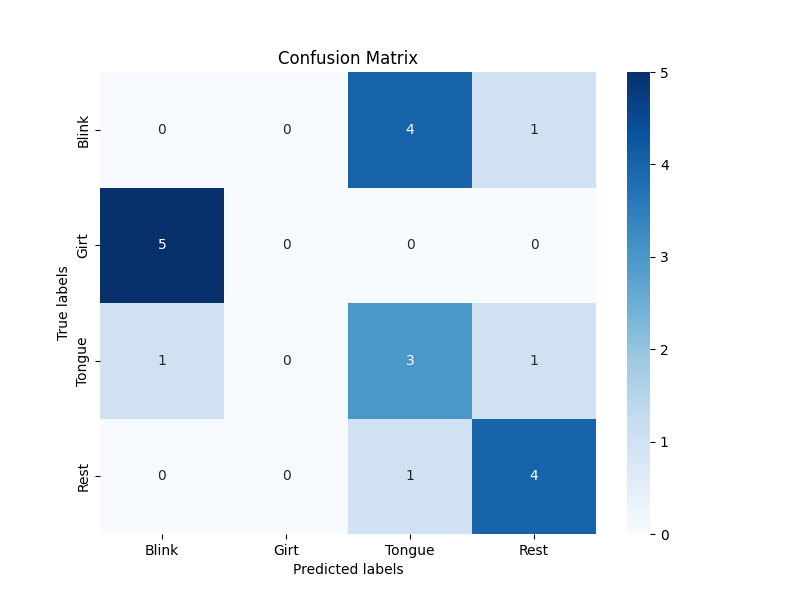 Confusion Matrix
Blink 0 0 4 1
Girt 5 0 0 0
Tongue 1 0 3 1
Rest 0 0 1 4
Blink Girt Tongue Rest
Predicted labels
True labels
5
4
3
2
1
0